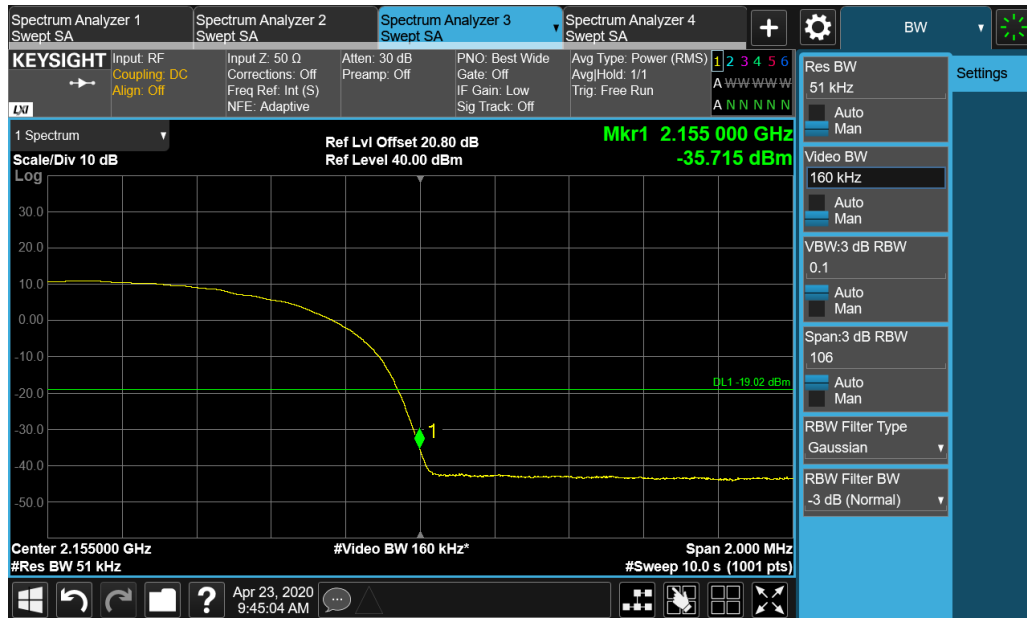 Spectrum Analyzer 1
Swept SA
Spectrum Analyzer 2
Swept SA
Spectrum Analyzer 3
Swept SA
Spectrum Analyzer 4
Swept SA
+
BW
KEYSIGHT
LXI
Input: RF
Coupling: DC
Align: Off
Input Z: 50 Ω
Corrections: Off
Freq Ref: Int (S)
NFE: Adaptive
Atten: 30 dB
Preamp: Off
PNO: Best Wide
Gate: Off
IF Gain: Low
Sig Track: Off
Avg Type: Power (RMS)
Avg|Hold: 1/1
Trig: Free Run
1 2 3 4 5 6
A W W W W W
A N N N N N
1 Spectrum
Scale/Div 10 dB
Log
Ref Lvl Offset 20.80 dB
Ref Level 40.00 dBm
Mkr1 2.155 000 GHz
-35.715 dBm
30.0
20.0
10.0
0.00
-10.0
-20.0
-30.0
-40.0
-50.0
DL1 -19.02 dBm
1
Center 2.155000 GHz
#Res BW 51 kHz
#Video BW 160 kHz*
Span 2.000 MHz
#Sweep 10.0 s (1001 pts)
Res BW
51 kHz
Auto
Man
Video BW
160 kHz
Auto
Man
VBW:3 dB RBW
0.1
Auto
Man
Span:3 dB RBW
106
Auto
Man
RBW Filter Type
Gaussian
RBW Filter BW
-3 dB (Normal)
Settings
?
Apr 23, 2020
9:45:04 AM